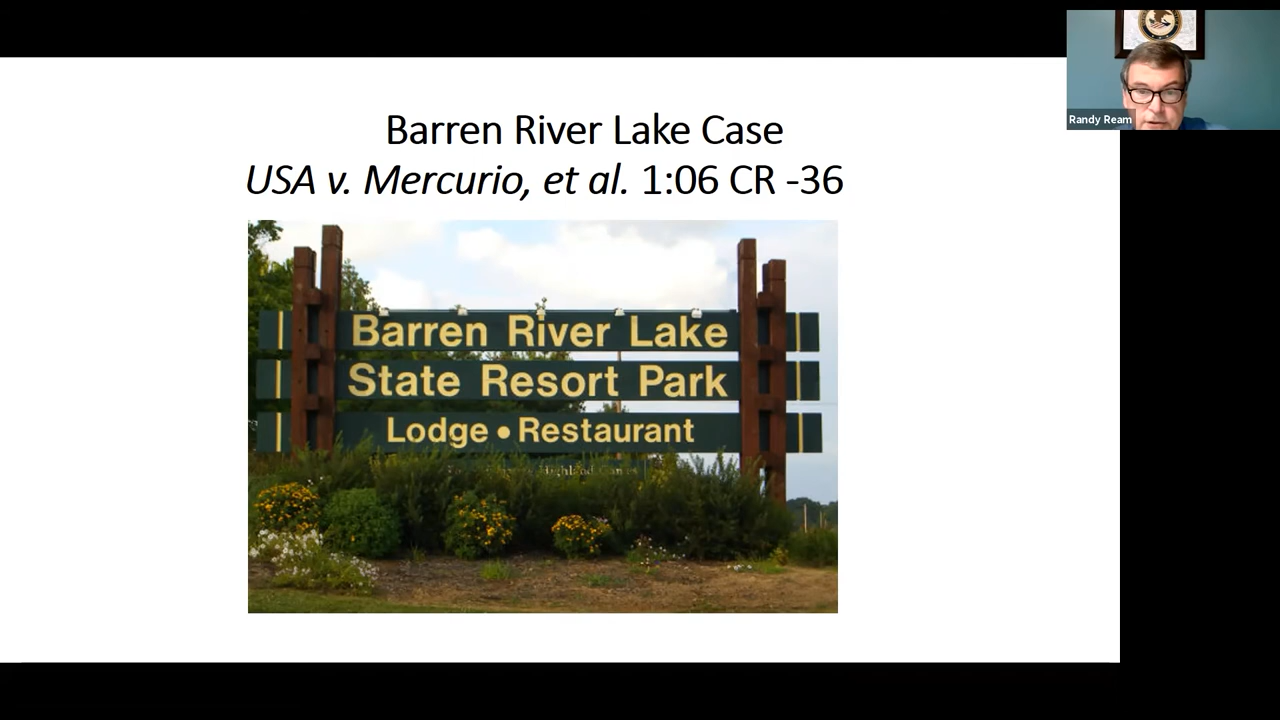 Barren River Lake Case
USA v. Mercurio, et al. 1:06 CR -36
Randy Ream
Barren River Lake
State Resort Park
Lodge • Restaurant